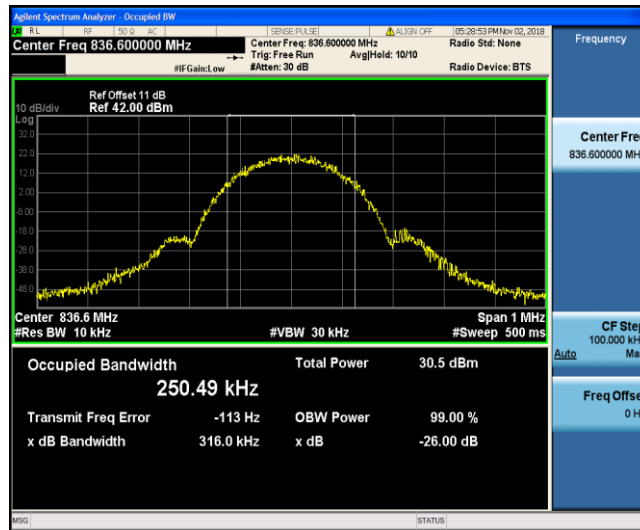 Agilent Spectrum Analyzer - Occupied BW
RL RF 50 Ω AC SENSE:PULSE ALIGN OFF 05:28:53 PM Nov 02, 2018
Center Freq 836.600000 MHz Center Freq: 836.600000 MHz Radio Std: None Frequency
Trig: Free Run Avg|Hold: 10/10
#IFGain:Low #Atten: 30 dB Radio Device: BTS
Ref Offset 11 dB
10 dB/div Ref 42.00 dBm
Log
32.0
22.0
12.0
2.00
-8.00
-18.0
-28.0
-38.0
-48.0
Center Fre
836.600000 MH
Center 836.6 MHz Span 1 MHz
#Res BW 10 kHz #VBW 30 kHz #Sweep 500 ms
CF Step
100.000 kH
Auto Ma
Occupied Bandwidth Total Power 30.5 dBm
250.49 kHz
Transmit Freq Error -113 Hz OBW Power 99.00 %
x dB Bandwidth 316.0 kHz x dB -26.00 dB
Freq Offse
0 H
MSG STATUS